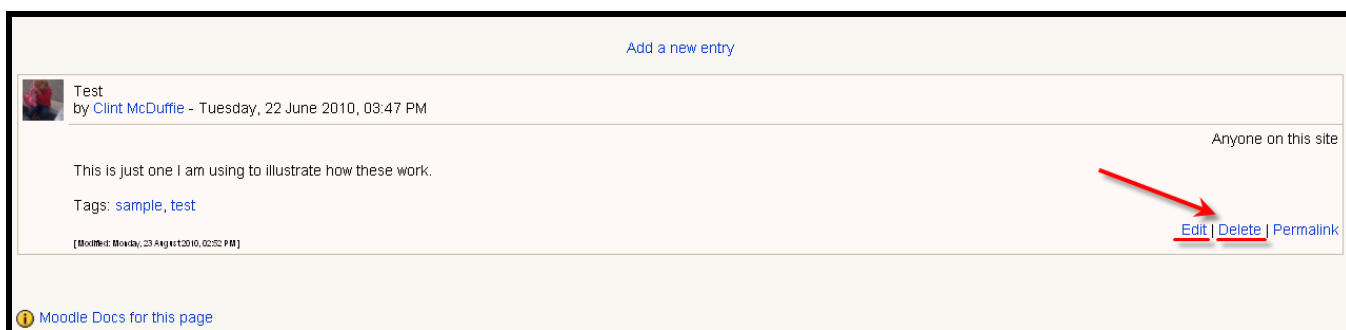 Add a new entry
Test
by Clint McDuffie - Tuesday, 22 June 2010, 03:47 PM
Anyone on this site
This is just one I am using to illustrate how these work.
Tags: sample, test
[Modified: Monday, 23 August 2010, 02:52 PM]
Edit | Delete | Permalink
Moodle Docs for this page